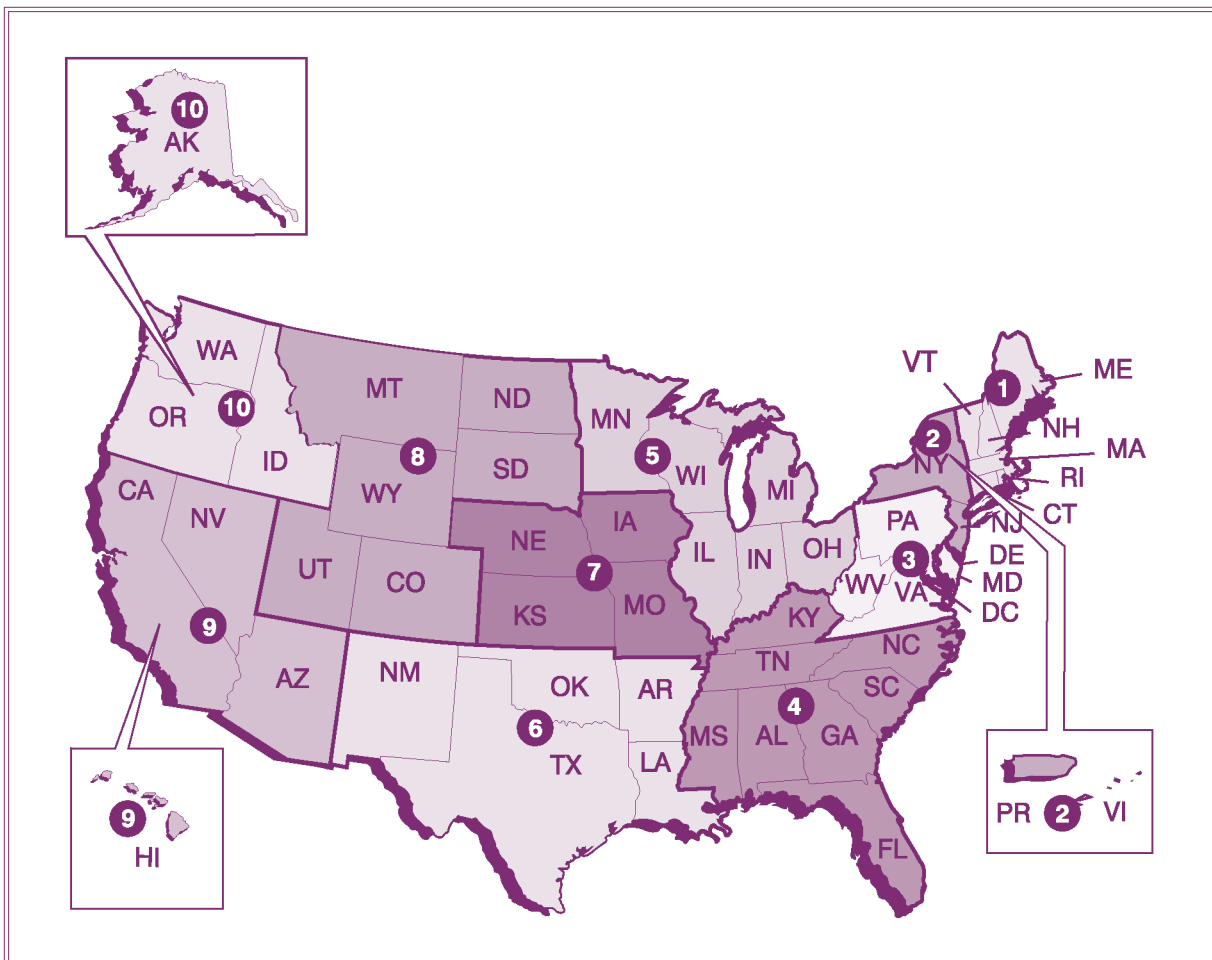 10
AK
WA
OR
10
ID
MT
ND
8
SD
WY
MN
5
WI
MI
VT
1
ME
2
NY
NH
MA
RI
CT
NJ
DE
MD
DC
CA
NV
UT
CO
9
AZ
NE
IA
7
KS
MO
IL
IN
OH
PA
3
WV
VA
KY
TN
NC
SC
4
MS
AL
GA
FL
NM
OK
AR
6
TX
LA
9
HI
PR
2
VI